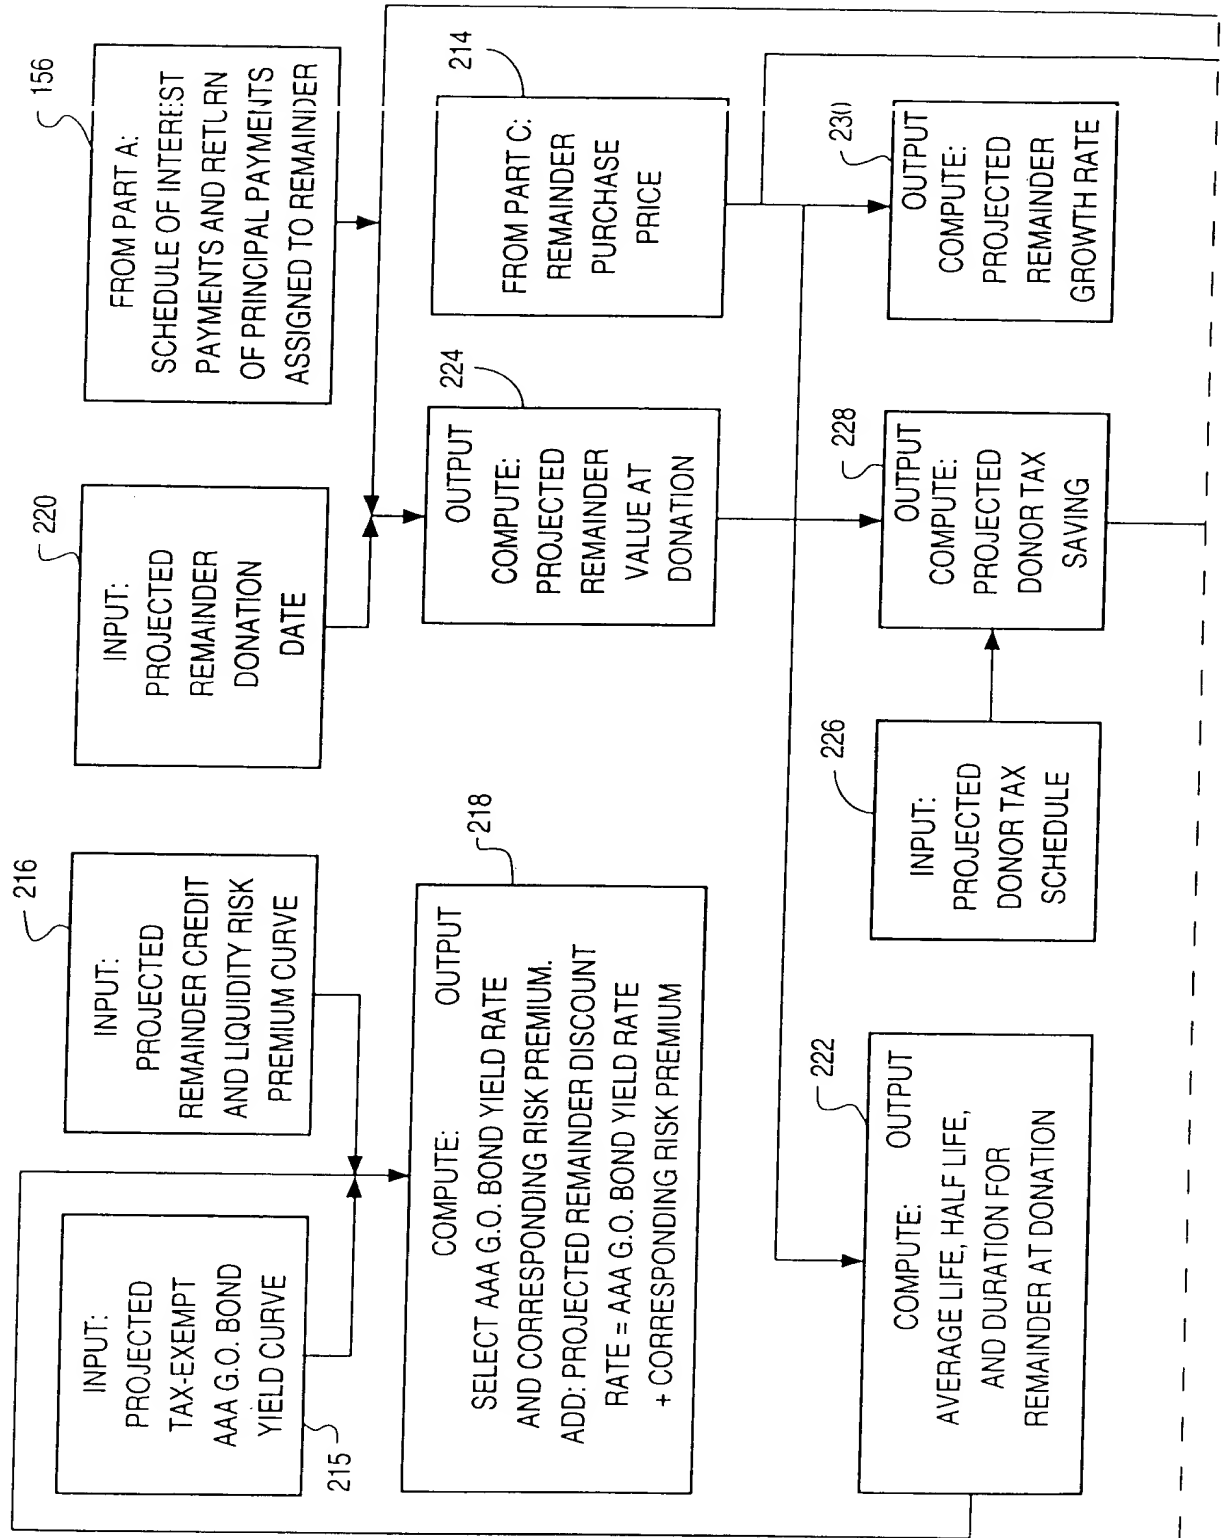 215
INPUT:
PROJECTED
TAX-EXEMPT
AAA G.O. BOND
YIELD CURVE
216
INPUT:
PROJECTED
REMAINDER CREDIT
AND LIQUIDITY RISK
PREMIUM CURVE
220
INPUT:
PROJECTED
REMAINDER
DONATION
DATE
156
FROM PART A:
SCHEDULE OF INTEREST
PAYMENTS AND RETURN
OF PRINCIPAL PAYMENTS
ASSIGNED TO REMAINDER
218
COMPUTE: OUTPUT
SELECT AAA G.O. BOND YIELD RATE
AND CORRESPONDING RISK PREMIUM.
ADD: PROJECTED REMAINDER DISCOUNT
RATE = AAA G.O. BOND YIELD RATE
+ CORRESPONDING RISK PREMIUM
224
OUTPUT
COMPUTE:
PROJECTED
REMAINDER
VALUE AT
DONATION
214
FROM PART C:
REMAINDER
PURCHASE
PRICE
222
COMPUTE: OUTPUT
AVERAGE LIFE, HALF LIFE,
AND DURATION FOR
REMAINDER AT DONATION
226
INPUT:
PROJECTED
DONOR TAX
SCHEDULE
228
OUTPUT
COMPUTE:
PROJECTED
DONOR TAX
SAVING
230
OUTPUT
COMPUTE:
PROJECTED
REMAINDER
GROWTH RATE